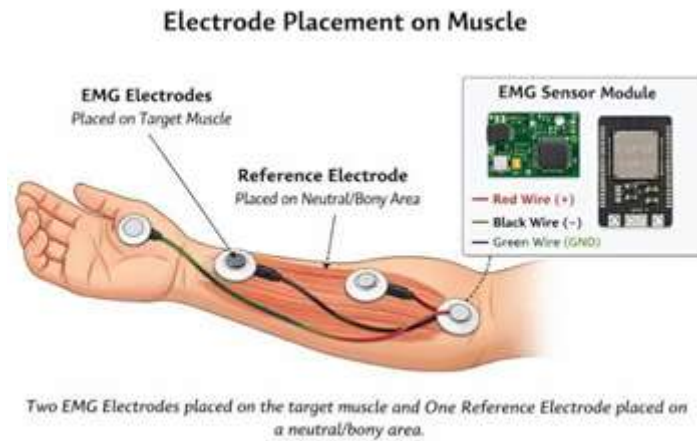 Electrode Placement on Muscle
EMG Electrodes
Placed on Target Muscle
Reference Electrode
Placed on Neutral/Bony Area
EMG Sensor Module
Red Wire (+)
Black Wire (−)
Green Wire (GND)
Two EMG Electrodes placed on the target muscle and One Reference Electrode placed on
a neutral/bony area.